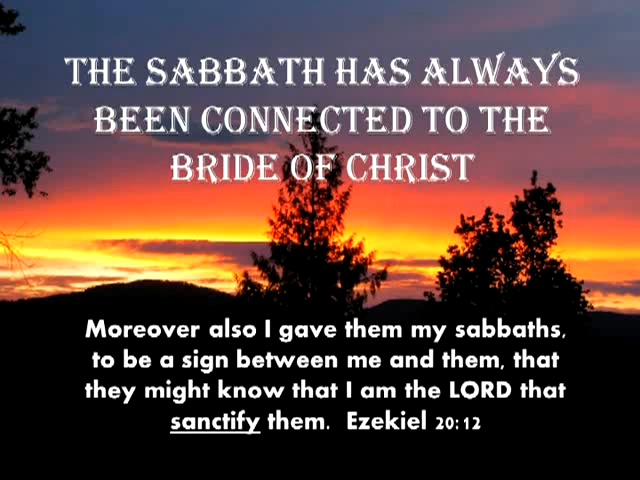 THE SABBATH HAS ALWAYS
BEEN CONNECTED TO THE
BRIDE OF CHRIST
Moreover also I gave them my sabbaths,
to be a sign between me and them, that
they might know that I am the LORD that
sanctify them. Ezekiel 20:12